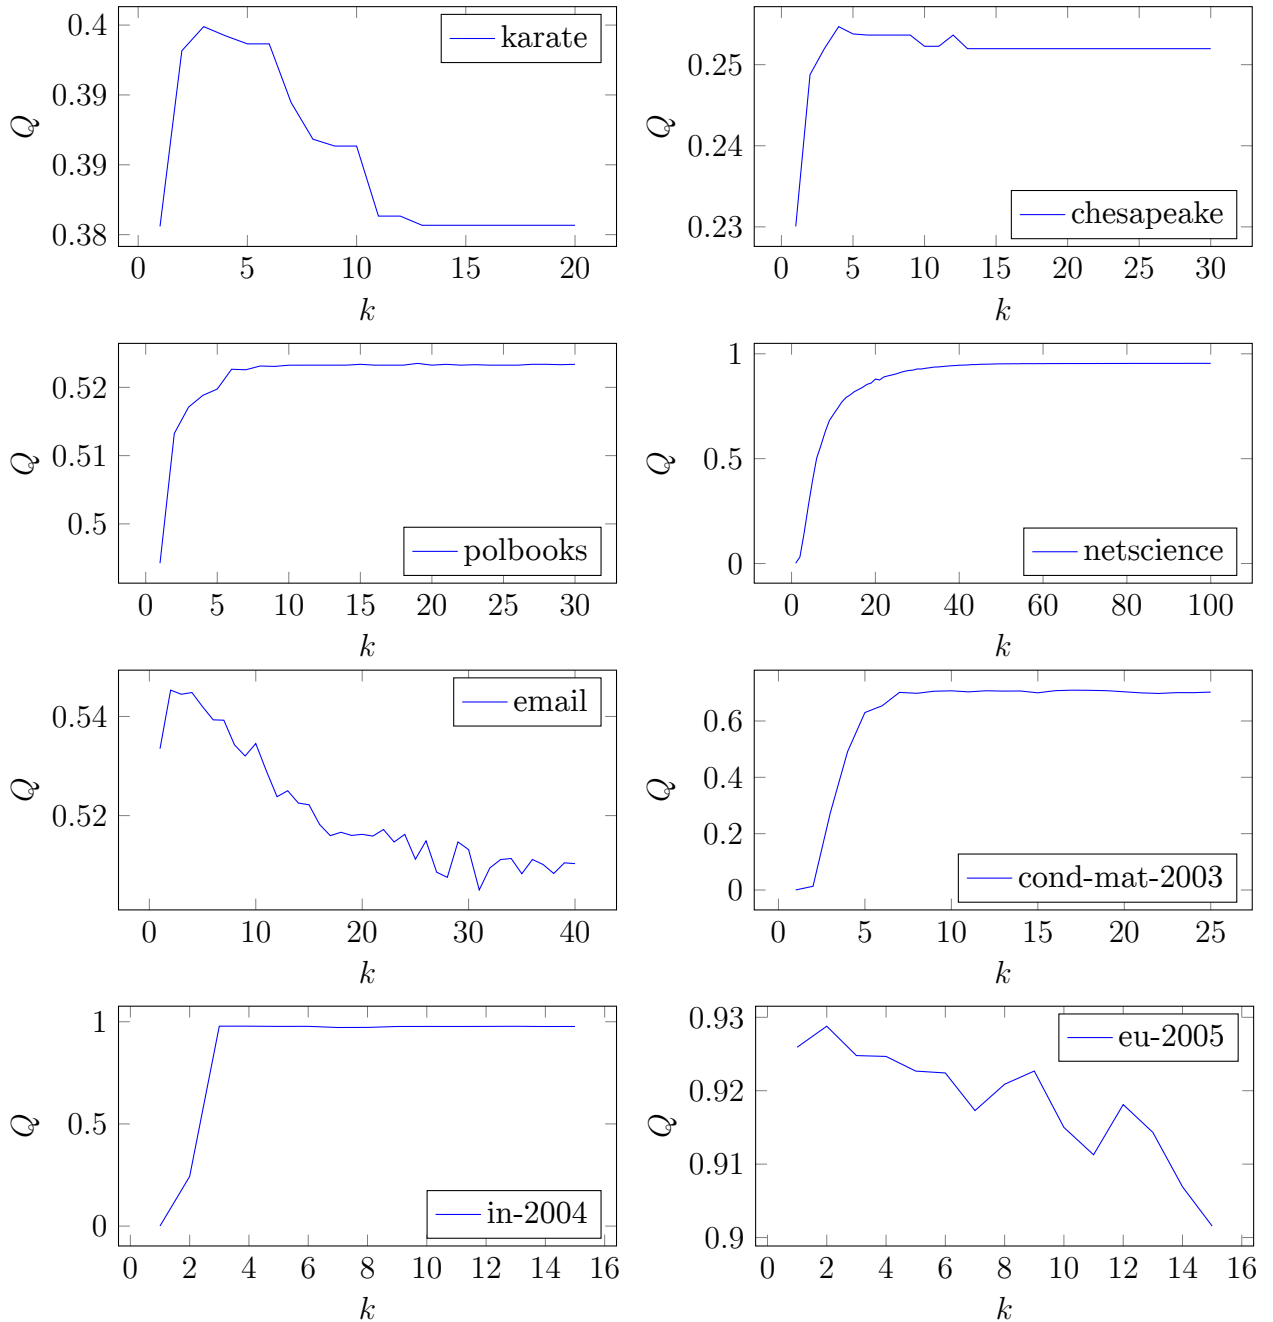 0.4
0.39
0.39
0.38
Q
karate
0 5 10 15 20
k
0.25
0.24
0.23
Q
chesapeake
0 5 10 15 20 25 30
k
0.52
0.51
0.5
Q
polbooks
0 5 10 15 20 25 30
k
1
0.5
0
Q
netscience
0 20 40 60 80 100
k
0.54
0.52
Q
email
0 10 20 30 40
k
0.6
0.4
0.2
0
Q
cond-mat-2003
0 5 10 15 20 25
k
1
0.5
0
Q
in-2004
0 2 4 6 8 10 12 14 16
k
0.93
0.92
0.91
0.9
Q
eu-2005
0 2 4 6 8 10 12 14 16
k